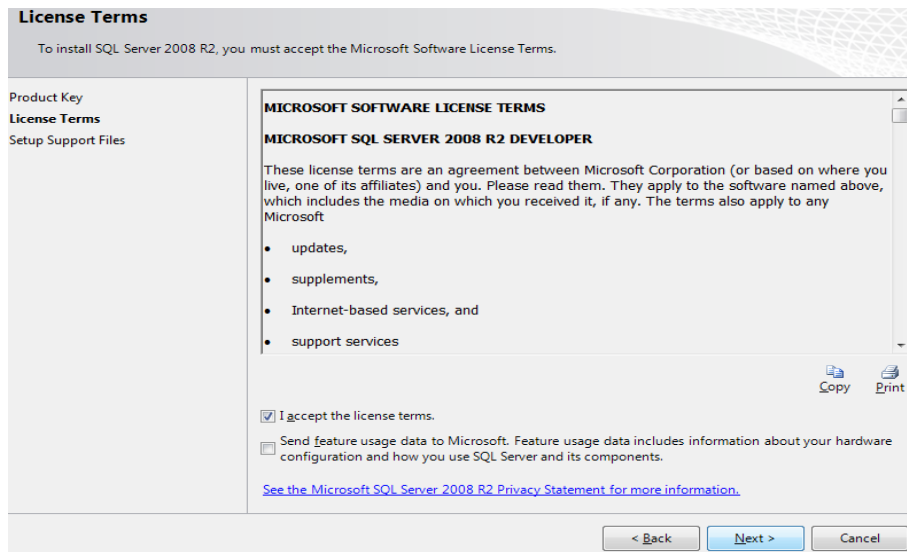 License Terms
To install SQL Server 2008 R2, you must accept the Microsoft Software License Terms.
Product Key
License Terms
Setup Support Files
MICROSOFT SOFTWARE LICENSE TERMS
MICROSOFT SQL SERVER 2008 R2 DEVELOPER
These license terms are an agreement between Microsoft Corporation (or based on where you
live, one of its affiliates) and you. Please read them. They apply to the software named above,
which includes the media on which you received it, if any. The terms also apply to any
Microsoft
• updates,
• supplements,
• Internet-based services, and
• support services
Copy Print
I accept the license terms.
Send feature usage data to Microsoft. Feature usage data includes information about your hardware
configuration and how you use SQL Server and its components.
See the Microsoft SQL Server 2008 R2 Privacy Statement for more information.
< Back Next > Cancel